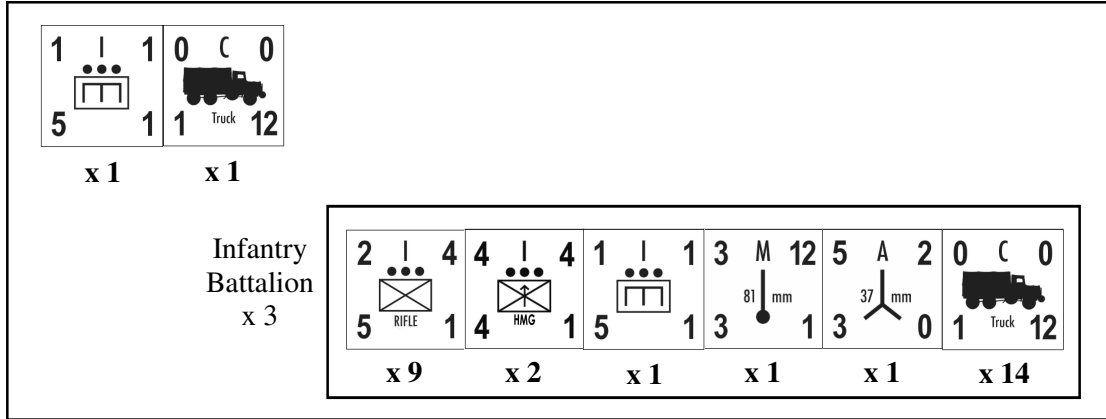 1 I 1 0 C 0
5 1 1 Truck 12
x 1 x 1
Infantry
Battalion
x 3
2 I 4 4 I 4 1 I 1 3 M 12 5 A 2 0 C 0
81 mm 37 mm
5 RIFLE 1 4 HMG 1 5 1 3 1 3 0 1 Truck 12
x 9 x 2 x 1 x 1 x 1 x 14